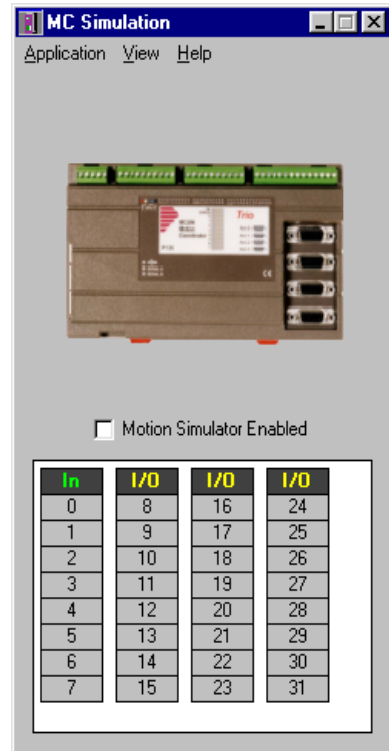 MC Simulation
Application View Help
Trio
Motion Simulator Enabled
In I/O I/O I/O
0 8 16 24
1 9 17 25
2 10 18 26
3 11 19 27
4 12 20 28
5 13 21 29
6 14 22 30
7 15 23 31